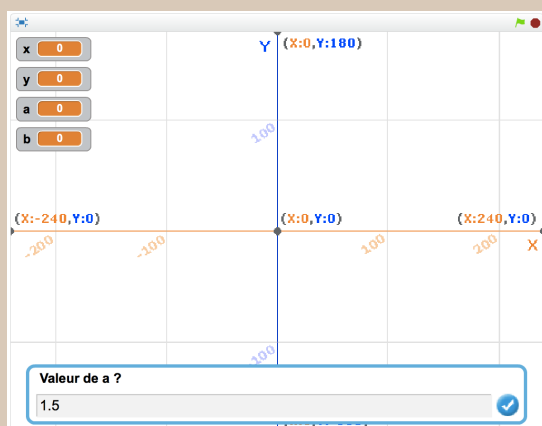 x 0
y 0
a 0
b 0
Y (X:0,Y:180)
100
(X:-240,Y:0) (X:0,Y:0) (X:240,Y:0)
-200 -100 100 200 X
-100
Valeur de a ?
1.5